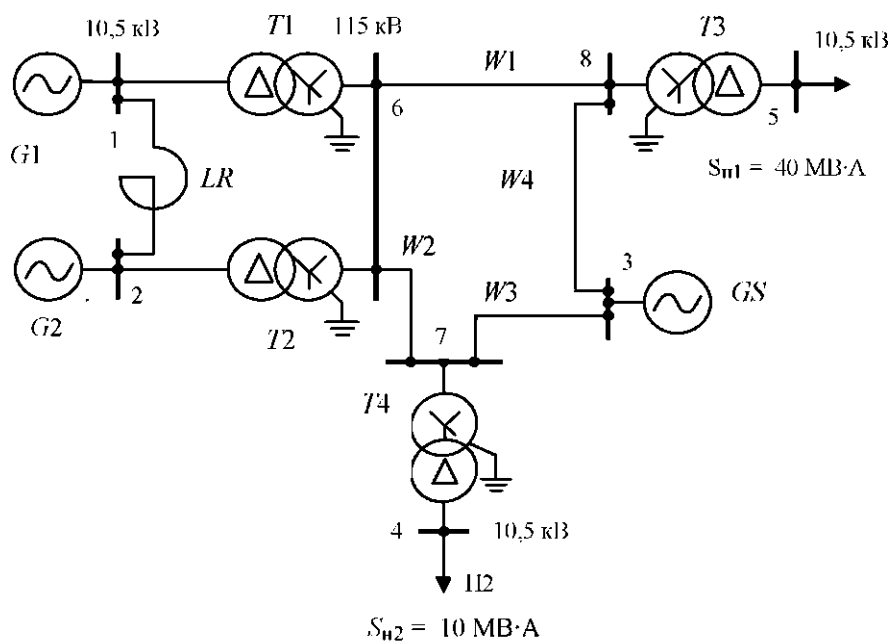 10,5 кВ
T1
115 кВ
T3
10,5 кВ
W1
8
6
5
G1
1
LR
W4
Sн1 = 40 МВ·А
W2
3
G2
2
T2
W3
GS
7
T4
4
10,5 кВ
Н2
Sн2 = 10 МВ·А